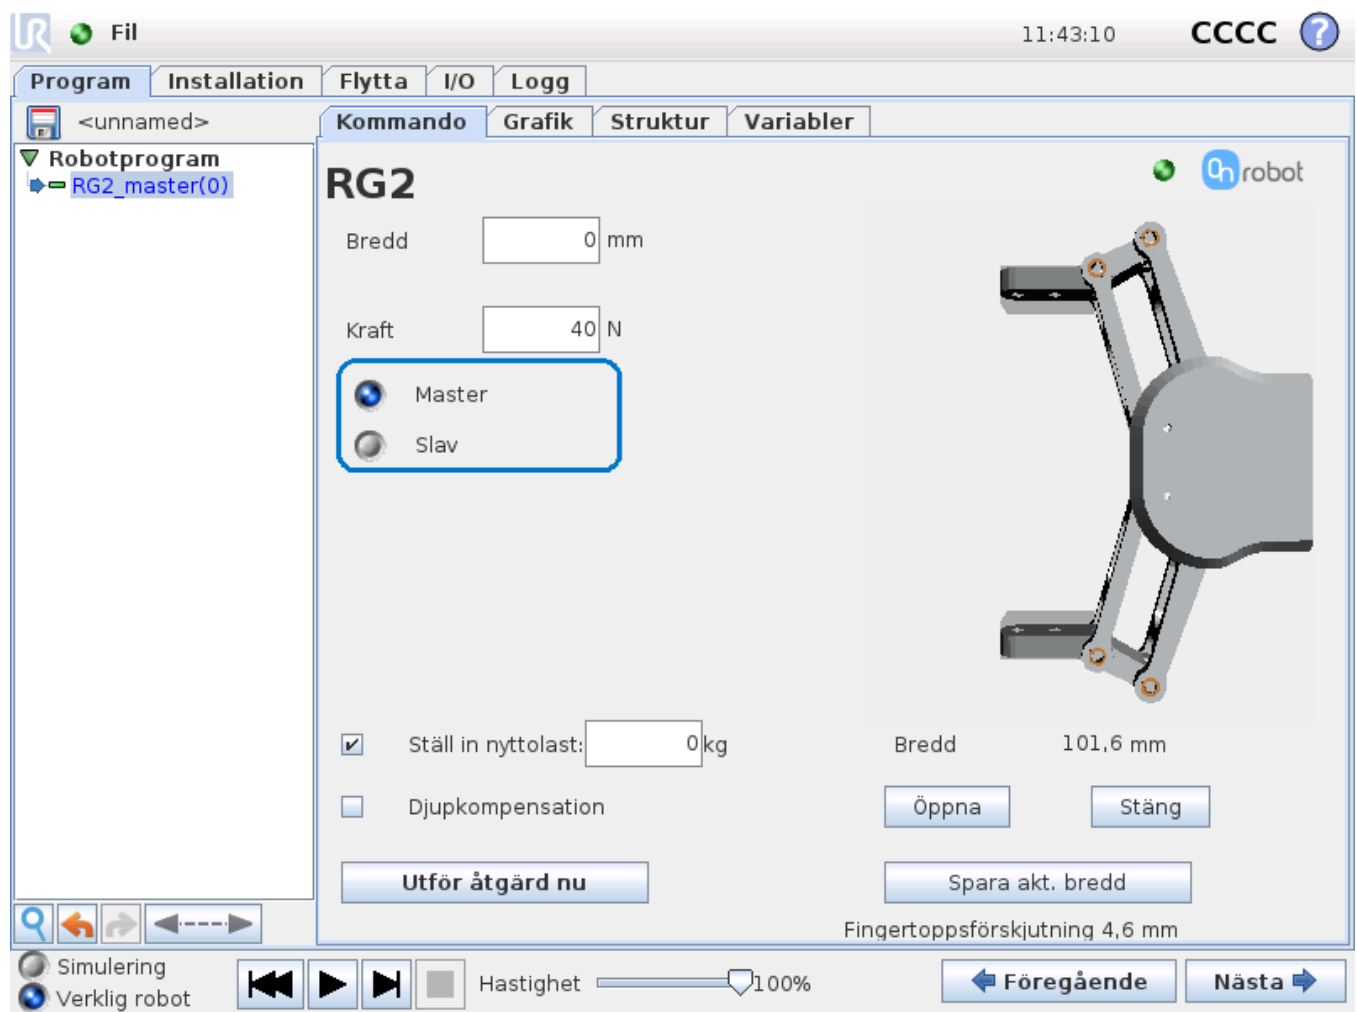 UR Fil 11:43:10 CCCC ?
Program Installation Flytta I/O Logg
<unnamed>
Kommando Grafik Struktur Variabler
Robotprogram
RG2_master(0)
RG2
On robot
Bredd 0 mm
Kraft 40 N
Master
Slav
Ställ in nyttolast: 0 kg
Bredd 101,6 mm
Djupkompensation
Öppna Stäng
Utför åtgärd nu
Spara akt. bredd
Fingertoppsförskjutning 4,6 mm
Simulering
Verklig robot
Hastighet 100%
Föregående Nästa